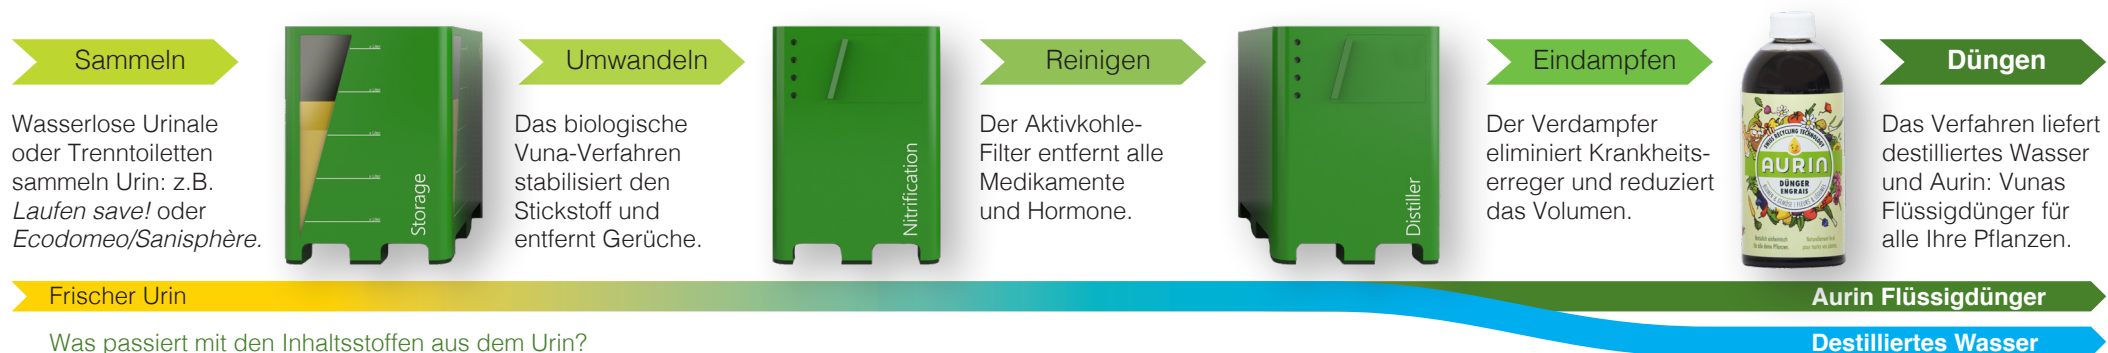 Sammeln
Wasserlose Urinale
oder Trenntoiletten
sammeln Urin: z.B.
Laufen save! oder
Ecodomeo/Sanisphère.
Storage
Umwandeln
Das biologische
Vuna-Verfahren
stabilisiert den
Stickstoff und
entfernt Gerüche.
Nitrification
Reinigen
Der Aktivkohle-
Filter entfernt alle
Medikamente
und Hormone.
Distiller
Eindampfen
Der Verdampfer
eliminiert Krankheits-
erreger und reduziert
das Volumen.
SWISS RECYCLING TECHNOLOGY
AURIN
DÜNGER
ENGRAIS
Düngen
Das Verfahren liefert
destilliertes Wasser
und Aurin: Vunas
Flüssigdünger für
alle Ihre Pflanzen.
Frischer Urin
Aurin Flüssigdünger
Destilliertes Wasser
Was passiert mit den Inhaltsstoffen aus dem Urin?